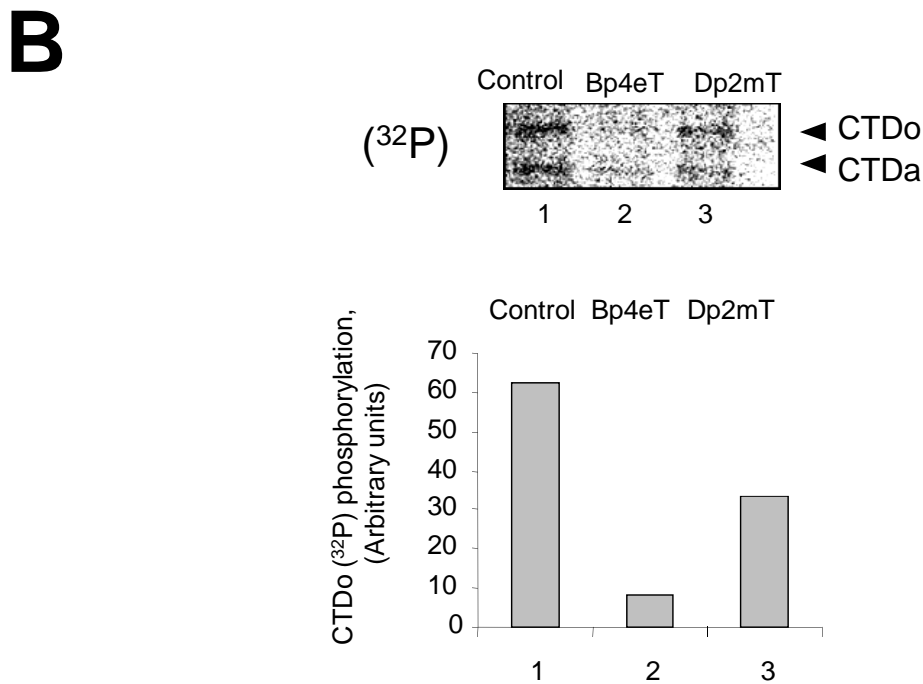 B
Control Bp4eT Dp2mT
(³²P)
CTDo
CTDa
1 2 3
Control Bp4eT Dp2mT
CTDo (³²P) phosphorylation,
(Arbitrary units)
70
60
50
40
30
20
10
0
1 2 3